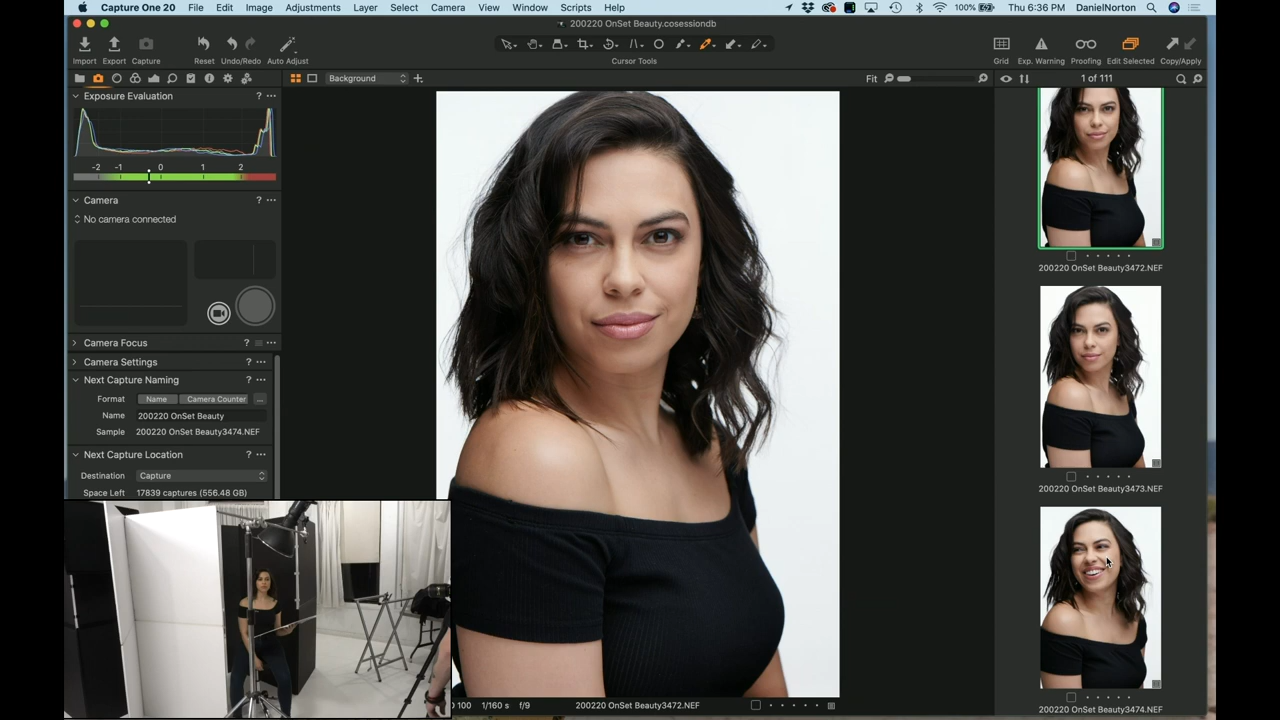 Capture One 20 File Edit Image Adjustments Layer Select Camera View Window Scripts Help 100% Thu 6:36 PM DanielNorton
200220 OnSet Beauty.cosessiondb
Import Export Capture Reset Undo/Redo Auto Adjust Cursor Tools Grid Exp. Warning Proofing Edit Selected Copy/Apply
Background Fit 1 of 111
Exposure Evaluation ? ...
-2 -1 0 1 2
Camera ? ...
No camera connected
Camera Focus ? ...
Camera Settings ? ...
Next Capture Naming ? ...
Format Name Camera Counter ...
Name 200220 OnSet Beauty
Sample 200220 OnSet Beauty3474.NEF
Next Capture Location ? ...
Destination Capture
Space Left 17839 captures (556.48 GB)
100 1/160 s f/9 200220 OnSet Beauty3472.NEF
200220 OnSet Beauty3472.NEF
200220 OnSet Beauty3473.NEF
200220 OnSet Beauty3474.NEF